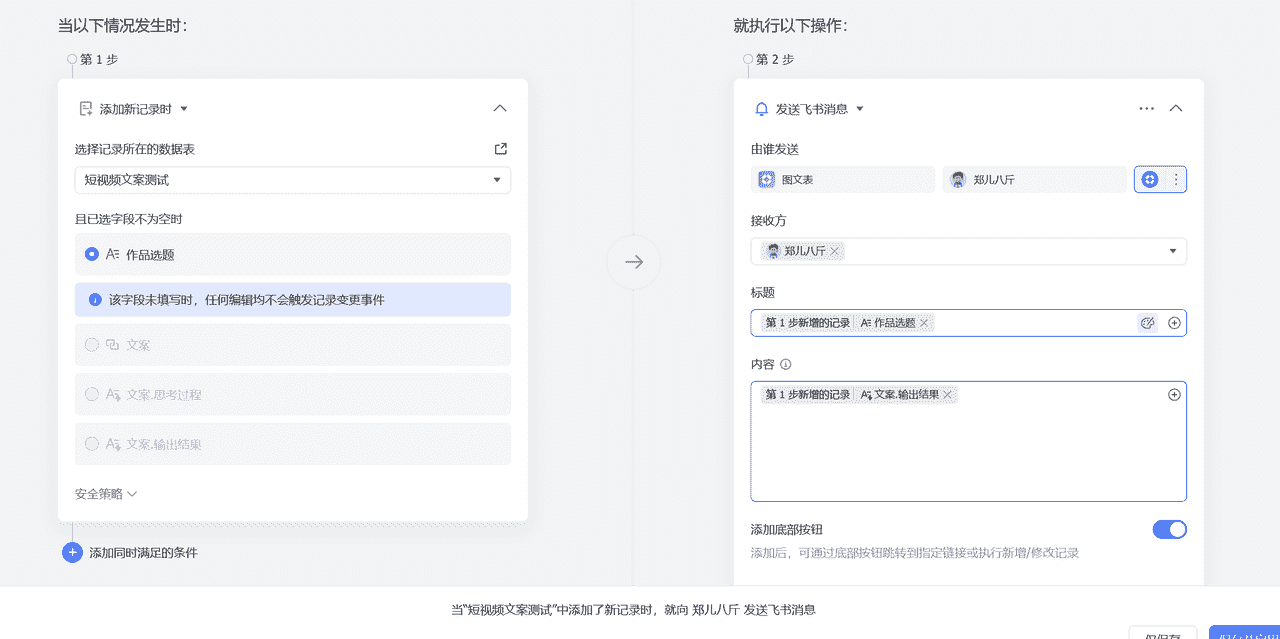 当以下情况发生时：
第 1 步
添加新记录时
选择记录所在的数据表
短视频文案测试
且已选字段不为空时
作品选题
该字段未填写时，任何编辑均不会触发记录变更事件
文案
文案.思考过程
文案.输出结果
安全策略
添加同时满足的条件
就执行以下操作：
第 2 步
发送飞书消息
由谁发送
图文表 郑儿八斤
接收方
郑儿八斤
标题
第 1 步新增的记录 作品选题
内容
第 1 步新增的记录 文案.输出结果
添加底部按钮
添加后，可通过底部按钮跳转到指定链接或执行新增/修改记录
当“短视频文案测试”中添加了新记录时，就向 郑儿八斤 发送飞书消息
仅保存